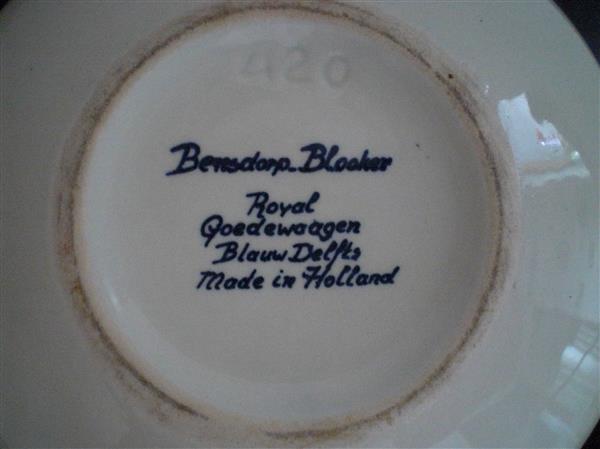 420
Bensdorp-Blooker
Royal
Goedewaagen
Blauw Delfts
Made in Holland